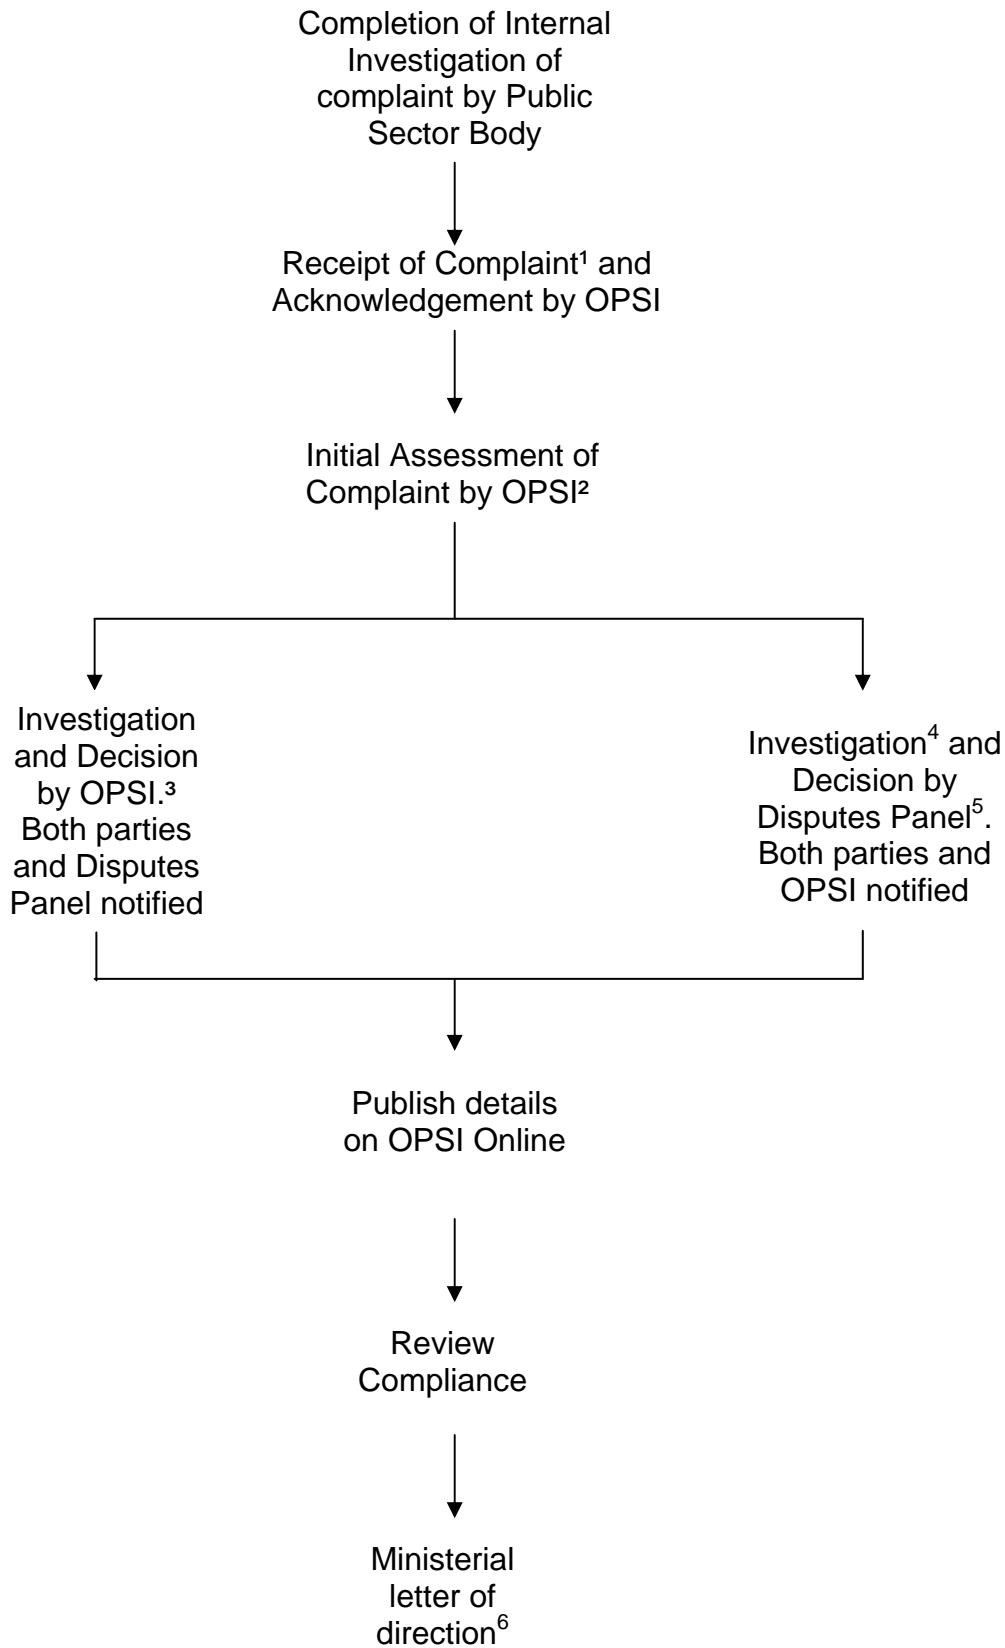 Completion of Internal
Investigation of
complaint by Public
Sector Body
Receipt of Complaint¹ and
Acknowledgement by OPSI
Initial Assessment of
Complaint by OPSI²
Investigation
and Decision
by OPSI.³
Both parties
and Disputes
Panel notified
Investigation⁴ and
Decision by
Disputes Panel⁵.
Both parties and
OPSI notified
Publish details
on OPSI Online
Review
Compliance
Ministerial
letter of
direction⁶